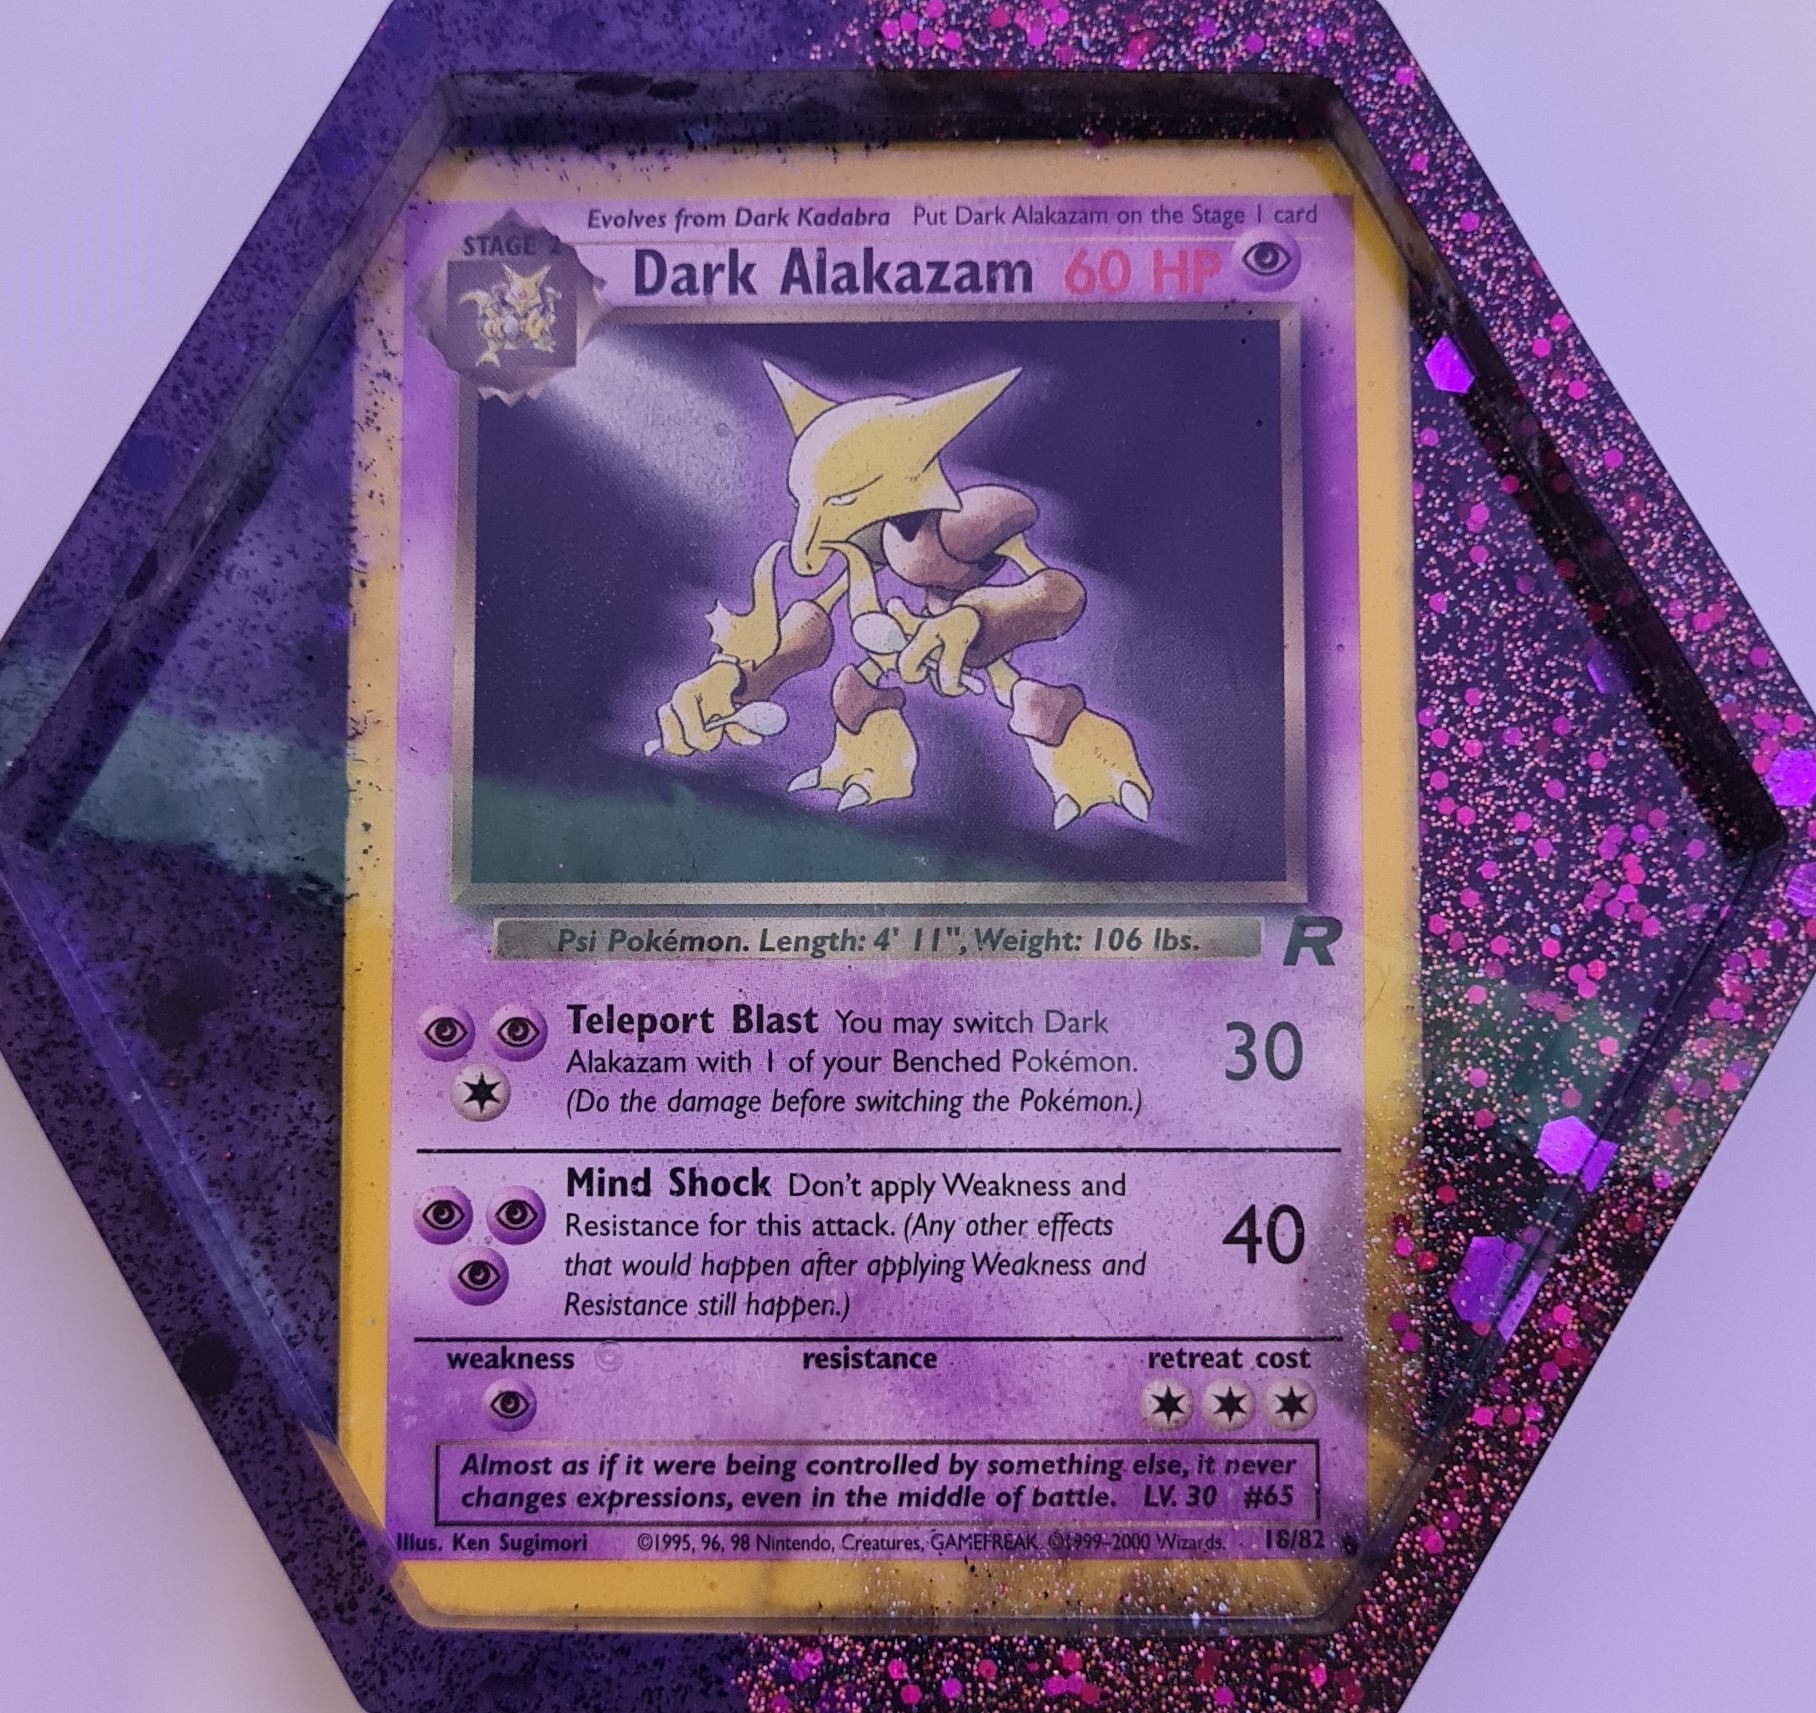 Evolves from Dark Kadabra Put Dark Alakazam on the Stage 1 card
STAGE 2
Dark Alakazam 60 HP
Psi Pokémon. Length: 4' 11", Weight: 106 lbs.
R
Teleport Blast You may switch Dark
Alakazam with 1 of your Benched Pokémon.
(Do the damage before switching the Pokémon.)
30
Mind Shock Don't apply Weakness and
Resistance for this attack. (Any other effects
that would happen after applying Weakness and
Resistance still happen.)
40
weakness resistance retreat cost
Almost as if it were being controlled by something else, it never
changes expressions, even in the middle of battle. LV. 30 #65
Illus. Ken Sugimori ©1995, 96, 98 Nintendo, Creatures, GAMEFREAK. ©1999–2000 Wizards. 18/82